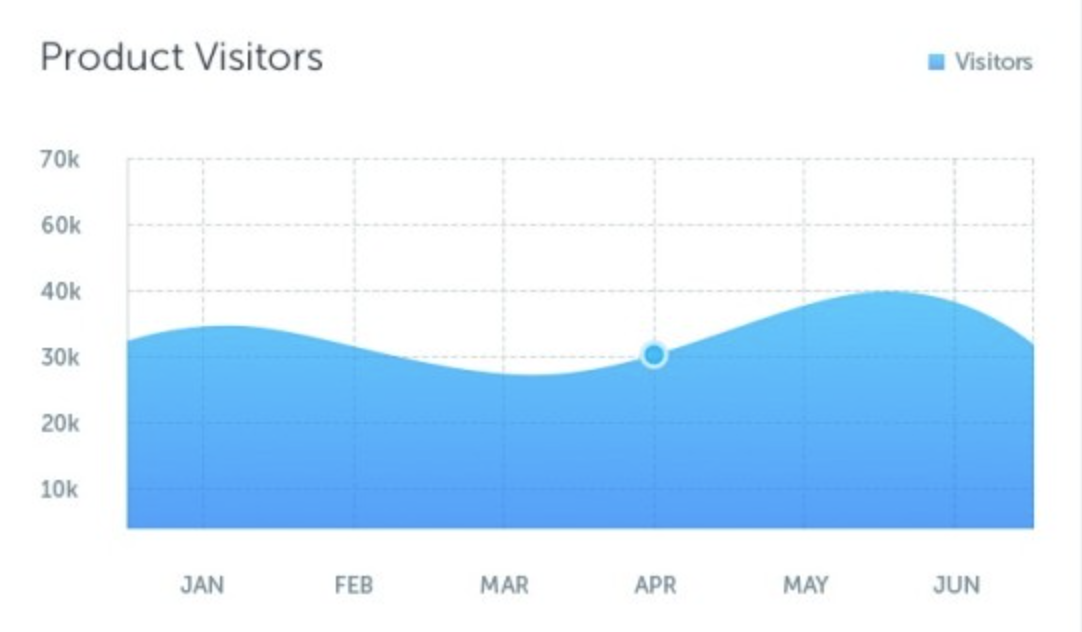 Product Visitors
Visitors
70k
60k
40k
30k
20k
10k
JAN FEB MAR APR MAY JUN